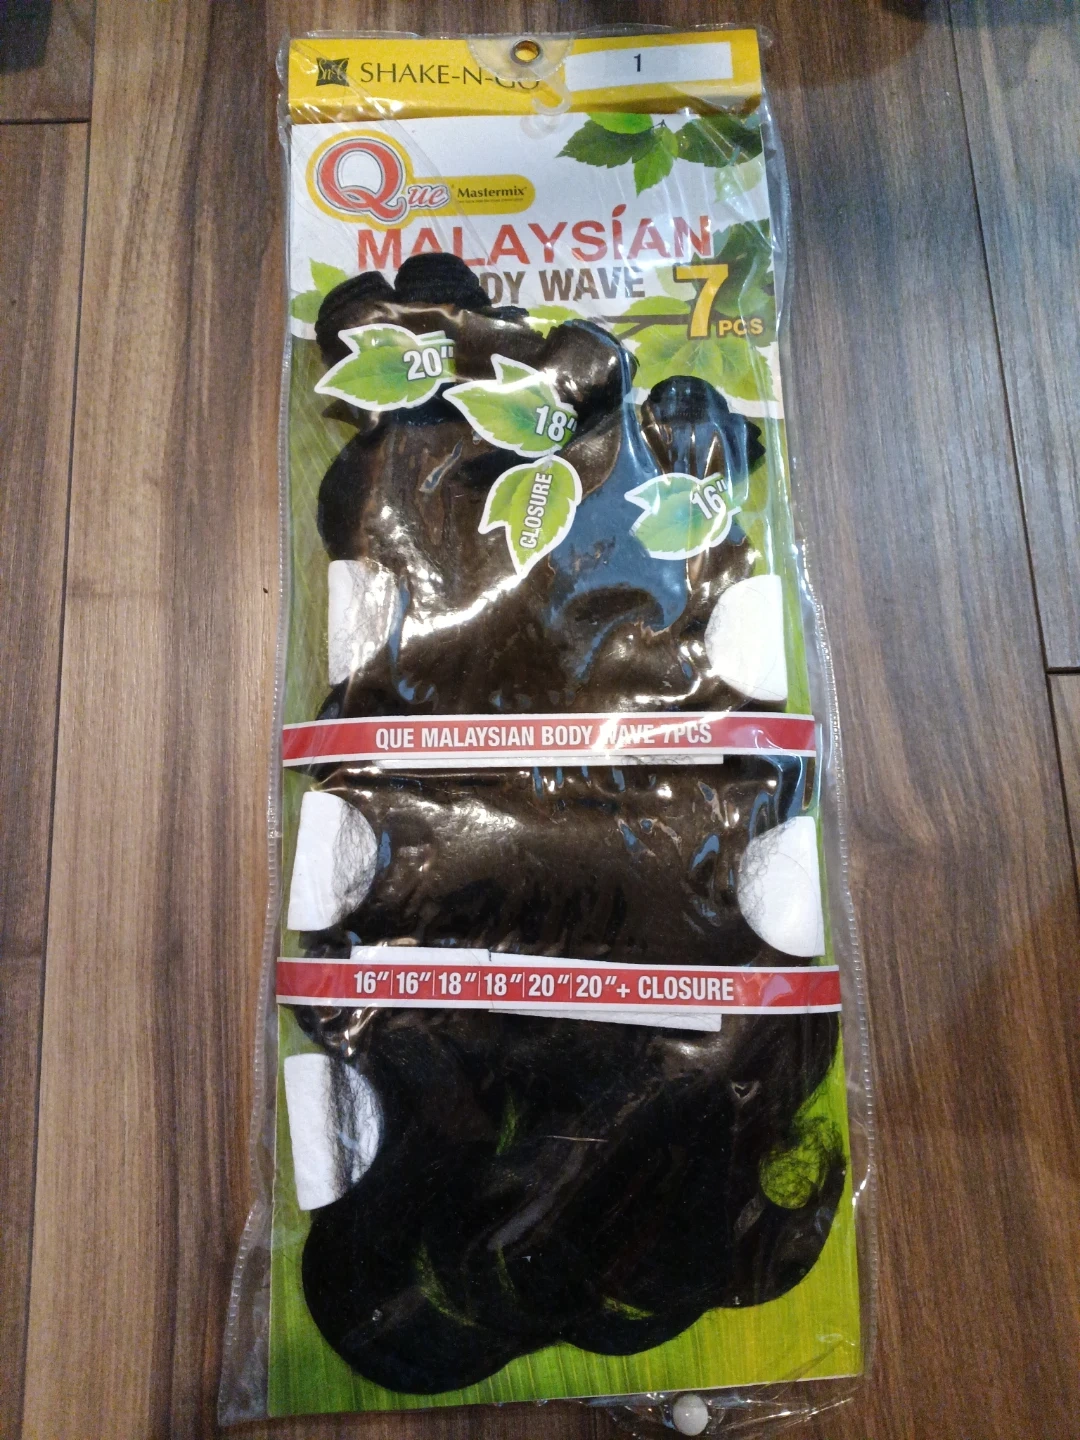 SHAKE-N-GO
1
Que Mastermix
MALAYSÍAN
DY WAVE
7 PCS
20"
18"
CLOSURE
16"
QUE MALAYSIAN BODY WAVE 7PCS
16" 16" 18" 18" 20" 20" + CLOSURE